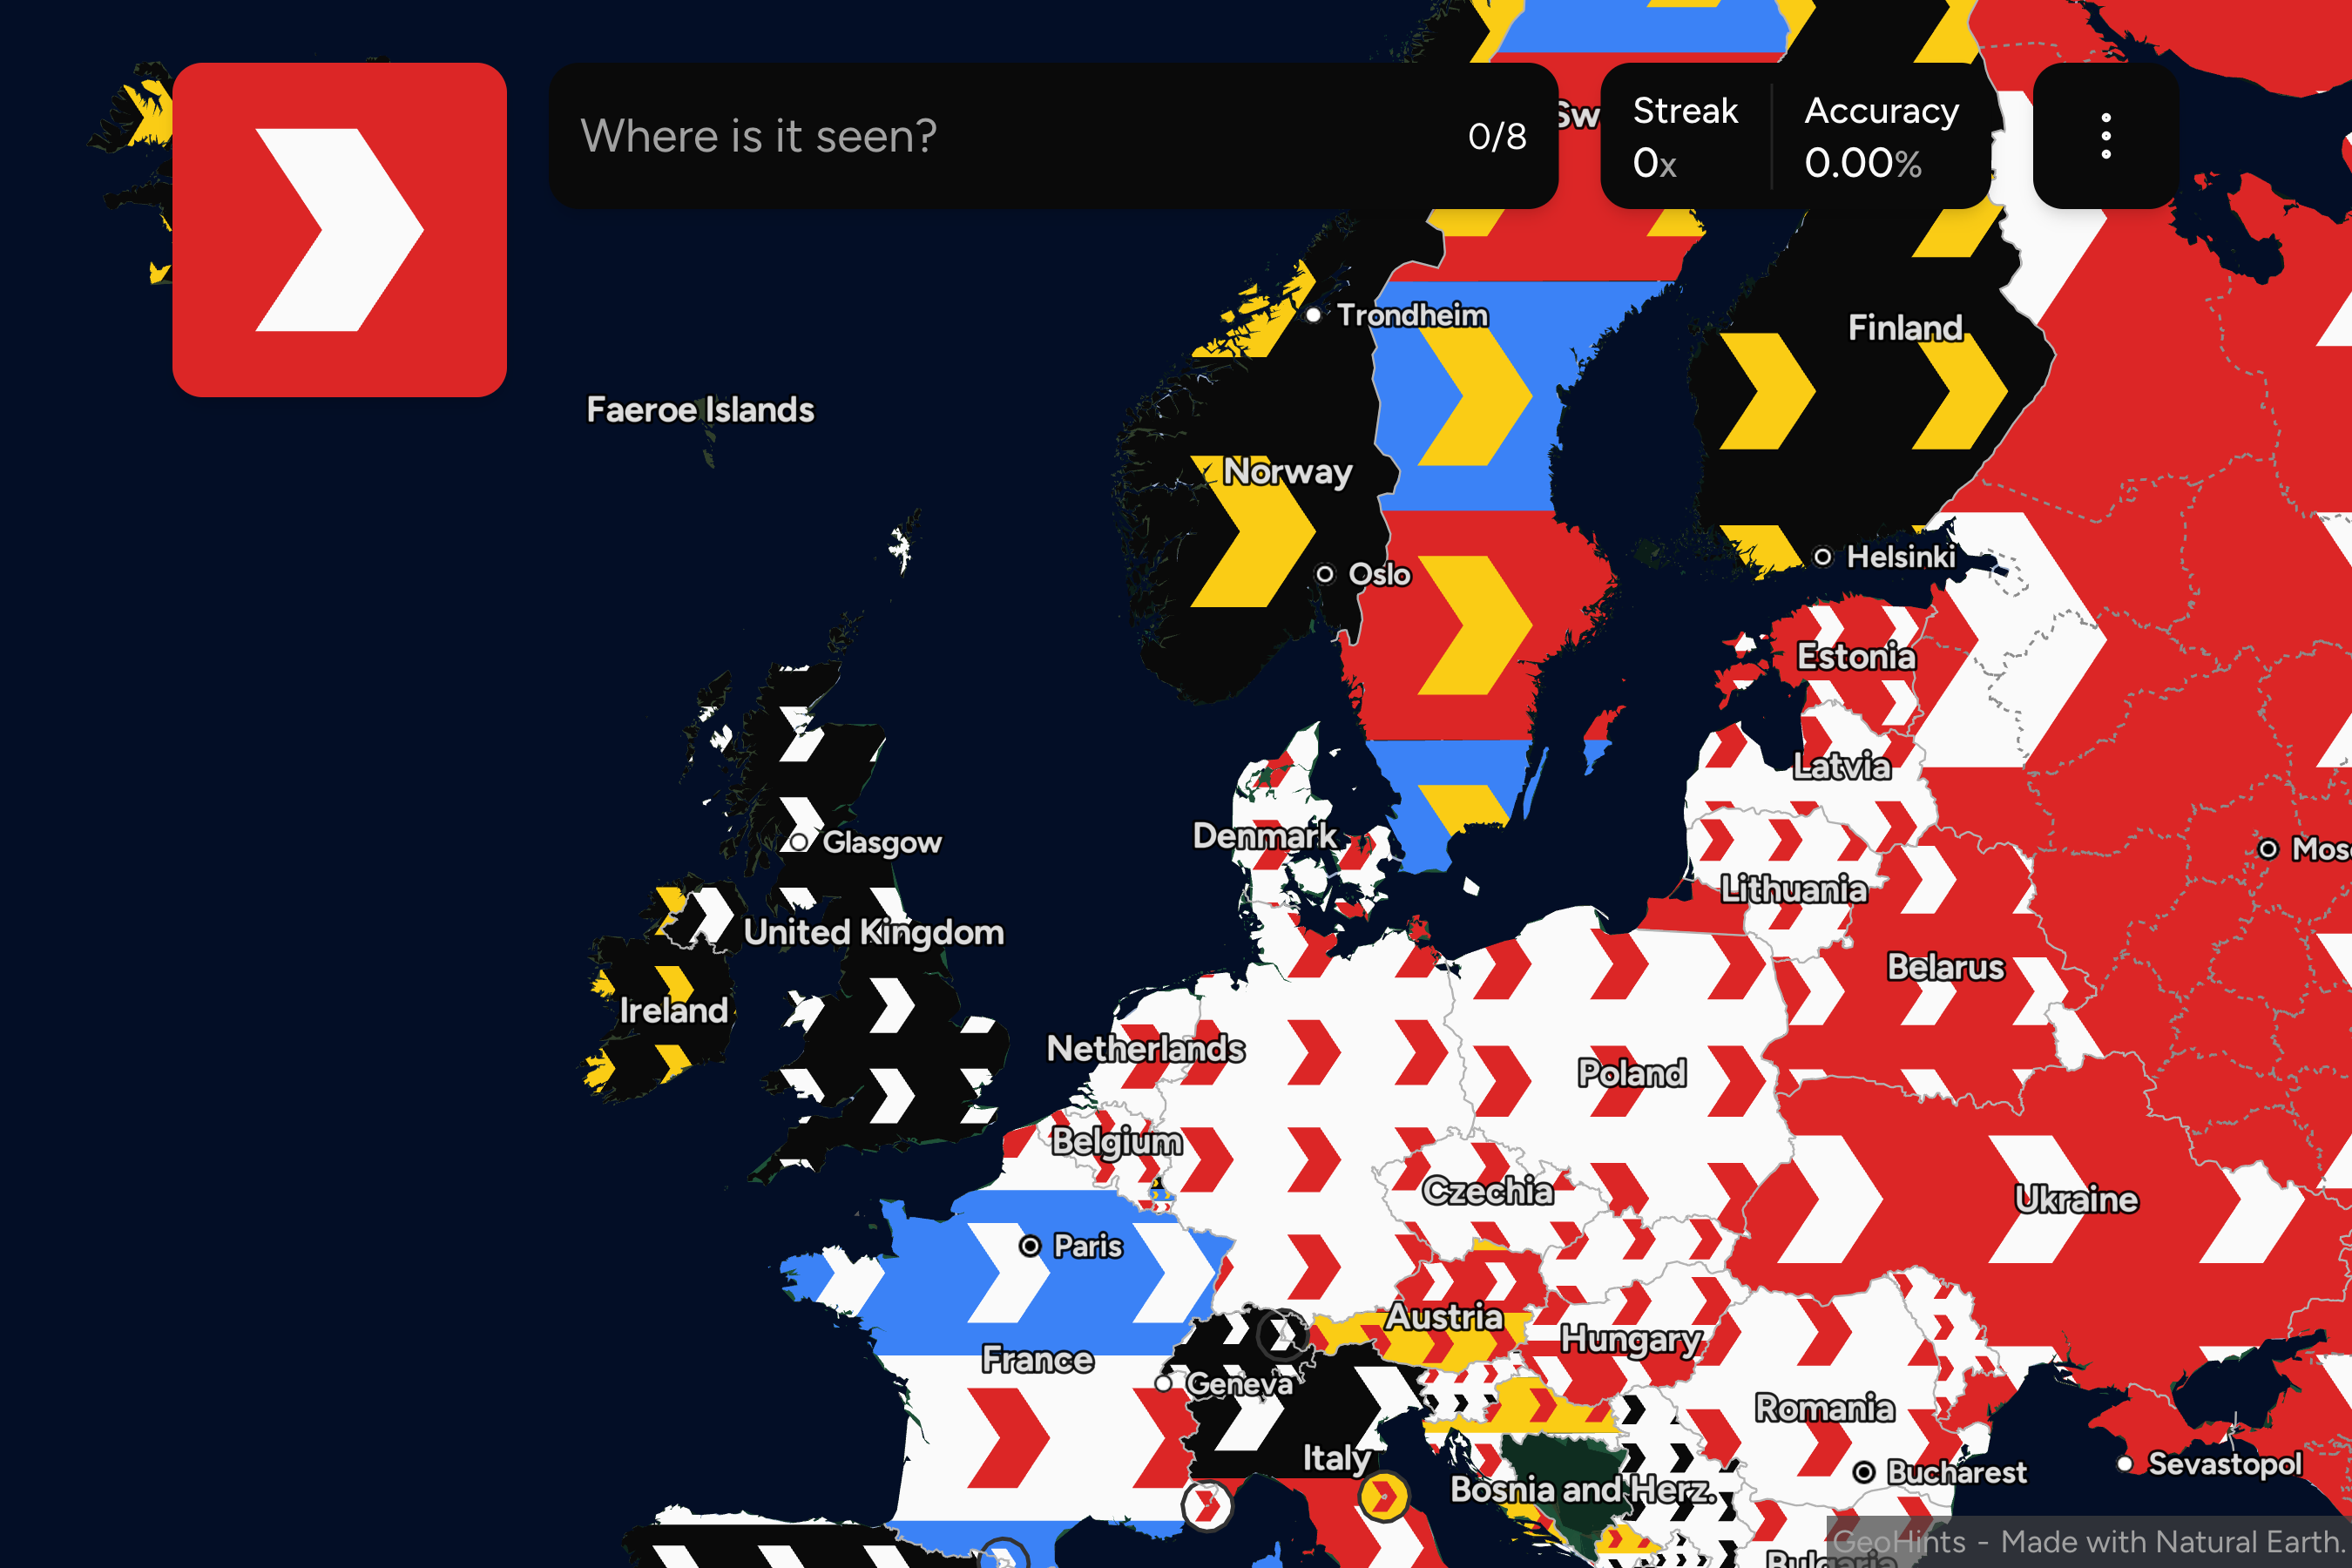 Where is it seen?
0/8
Streak
0x
Accuracy
0.00%
Sw
Trondheim
Finland
Faeroe Islands
Norway
Helsinki
Oslo
Estonia
Latvia
Denmark
Glasgow
Mos
Lithuania
United Kingdom
Belarus
Ireland
Netherlands
Poland
Belgium
Czechia
Ukraine
Paris
Austria
Hungary
France
Geneva
Romania
Italy
Bucharest
Sevastopol
Bosnia and Herz.
GeoHints - Made with Natural Earth.
Bulgaria